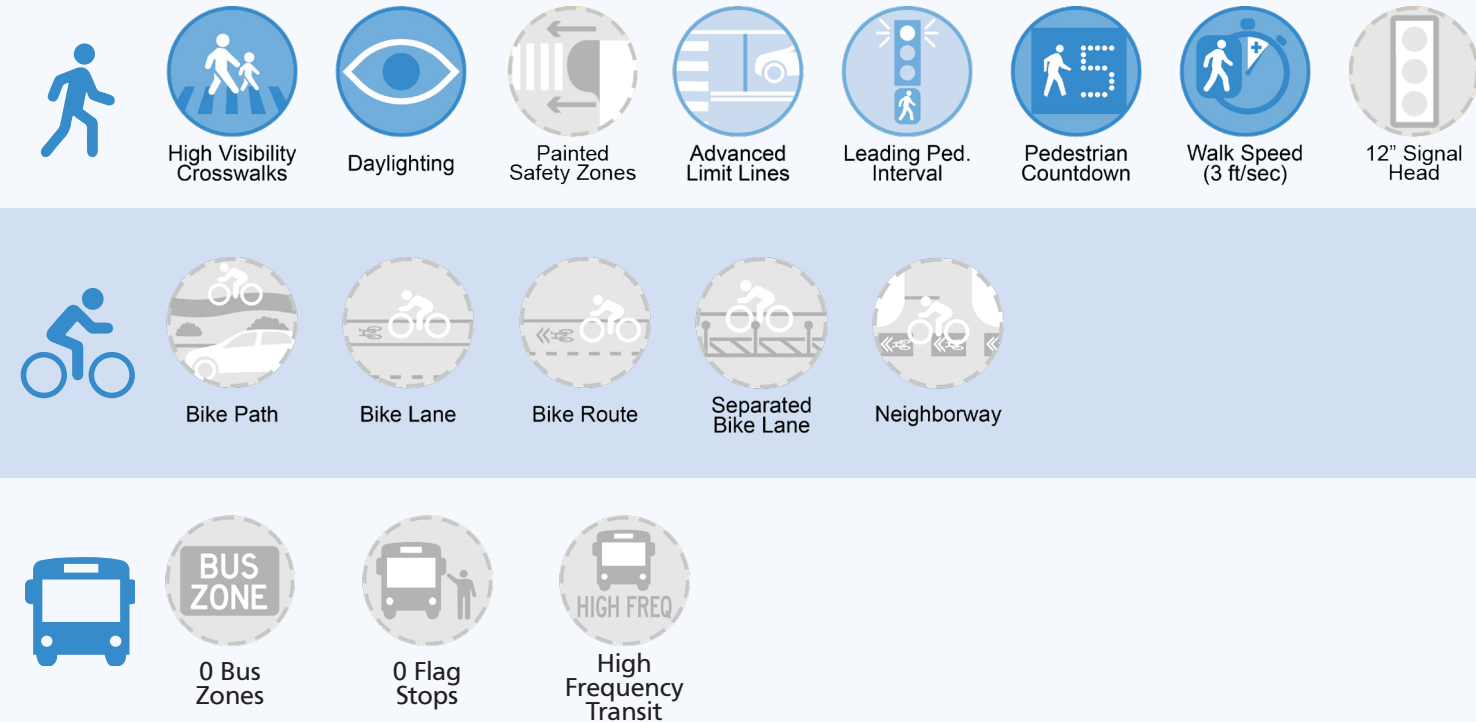 High Visibility
Crosswalks
Daylighting
Painted
Safety Zones
Advanced
Limit Lines
Leading Ped.
Interval
5
Pedestrian
Countdown
Walk Speed
(3 ft/sec)
12” Signal
Head
Bike Path
Bike Lane
Bike Route
Separated
Bike Lane
Neighborway
BUS
ZONE
0 Bus
Zones
0 Flag
Stops
HIGH FREQ
High
Frequency
Transit